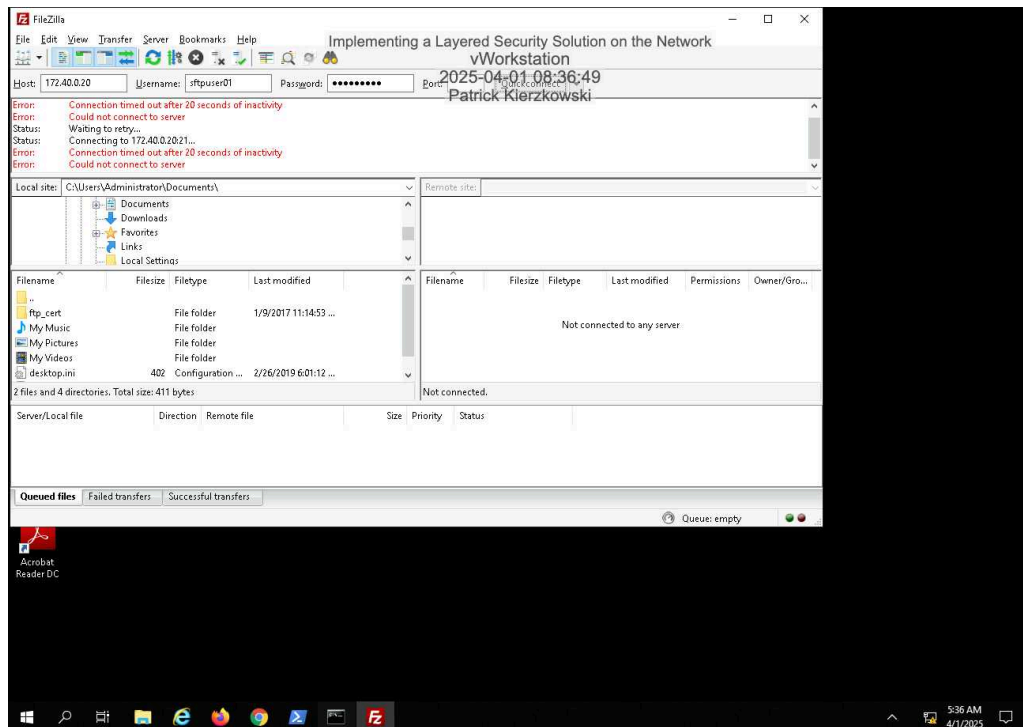 FileZilla
File Edit View Transfer Server Bookmarks Help
Implementing a Layered Security Solution on the Network
vWorkstation
2025-04-01 08:36:49
Patrick Kierzkowski
Host: 172.40.0.20 Username: sftpuser01 Password: ●●●●●●●●● Port: Quickconnect
Error: Connection timed out after 20 seconds of inactivity
Error: Could not connect to server
Status: Waiting to retry...
Status: Connecting to 172.40.0.20:21...
Error: Connection timed out after 20 seconds of inactivity
Error: Could not connect to server
Local site: C:\Users\Administrator\Documents\ Remote site:
Documents
Downloads
Favorites
Links
Local Settings
Filename Filesize Filetype Last modified Filename Filesize Filetype Last modified Permissions Owner/Gro...
..
ftp_cert File folder 1/9/2017 11:14:53 ...
My Music File folder
Not connected to any server
My Pictures File folder
My Videos File folder
desktop.ini 402 Configuration ... 2/26/2019 6:01:12 ...
2 files and 4 directories. Total size: 411 bytes Not connected.
Server/Local file Direction Remote file Size Priority Status
Queued files Failed transfers Successful transfers
Queue: empty
Acrobat
Reader DC
5:36 AM
4/1/2025